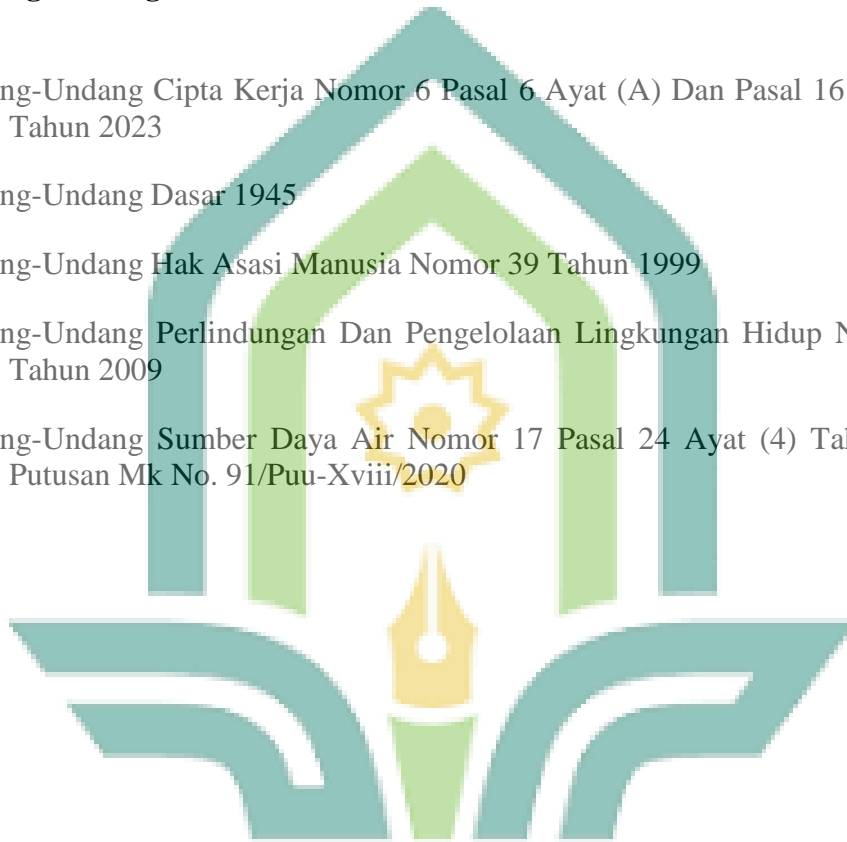 ng-Undang Cipta Kerja Nomor 6 Pasal 6 Ayat (A) Dan Pasal 16
Tahun 2023
ng-Undang Dasar 1945
ng-Undang Hak Asasi Manusia Nomor 39 Tahun 1999
ng-Undang Perlindungan Dan Pengelolaan Lingkungan Hidup
Tahun 2009
ng-Undang Sumber Daya Air Nomor 17 Pasal 24 Ayat (4)
Putusan Mk No. 91/Puu-Xviii/2020